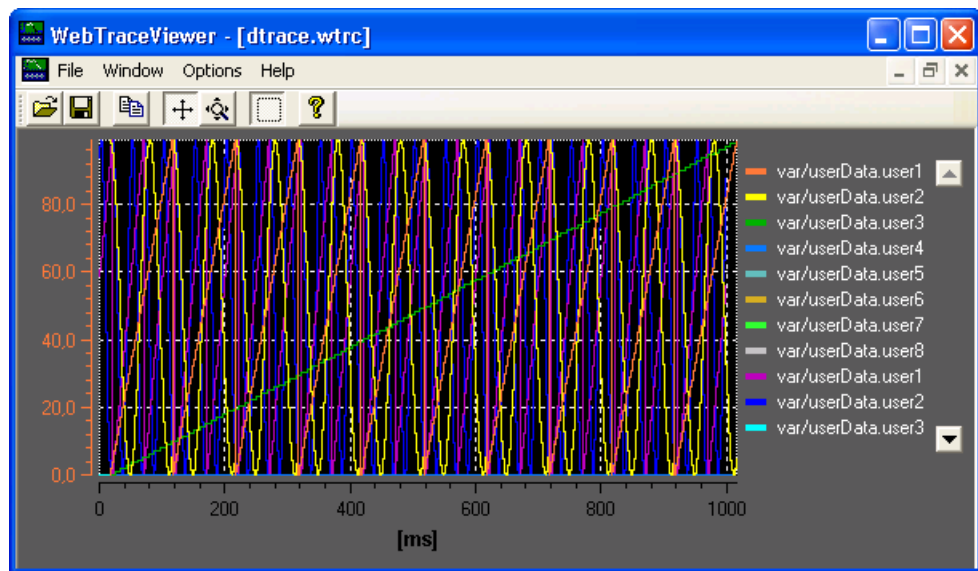 WebTraceViewer - [dtrace.wtrc]
File Window Options Help
80,0
60,0
40,0
20,0
0,0
0 200 400 600 800 1000
[ms]
var/userData.user1
var/userData.user2
var/userData.user3
var/userData.user4
var/userData.user5
var/userData.user6
var/userData.user7
var/userData.user8
var/userData.user1
var/userData.user2
var/userData.user3